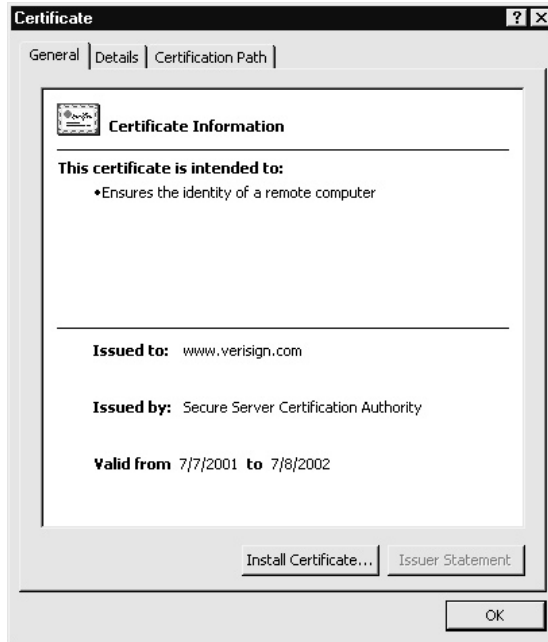 Certificate
General Details Certification Path
Certificate Information
This certificate is intended to:
•Ensures the identity of a remote computer
Issued to: www.verisign.com
Issued by: Secure Server Certification Authority
Valid from 7/7/2001 to 7/8/2002
Install Certificate... Issuer Statement
OK